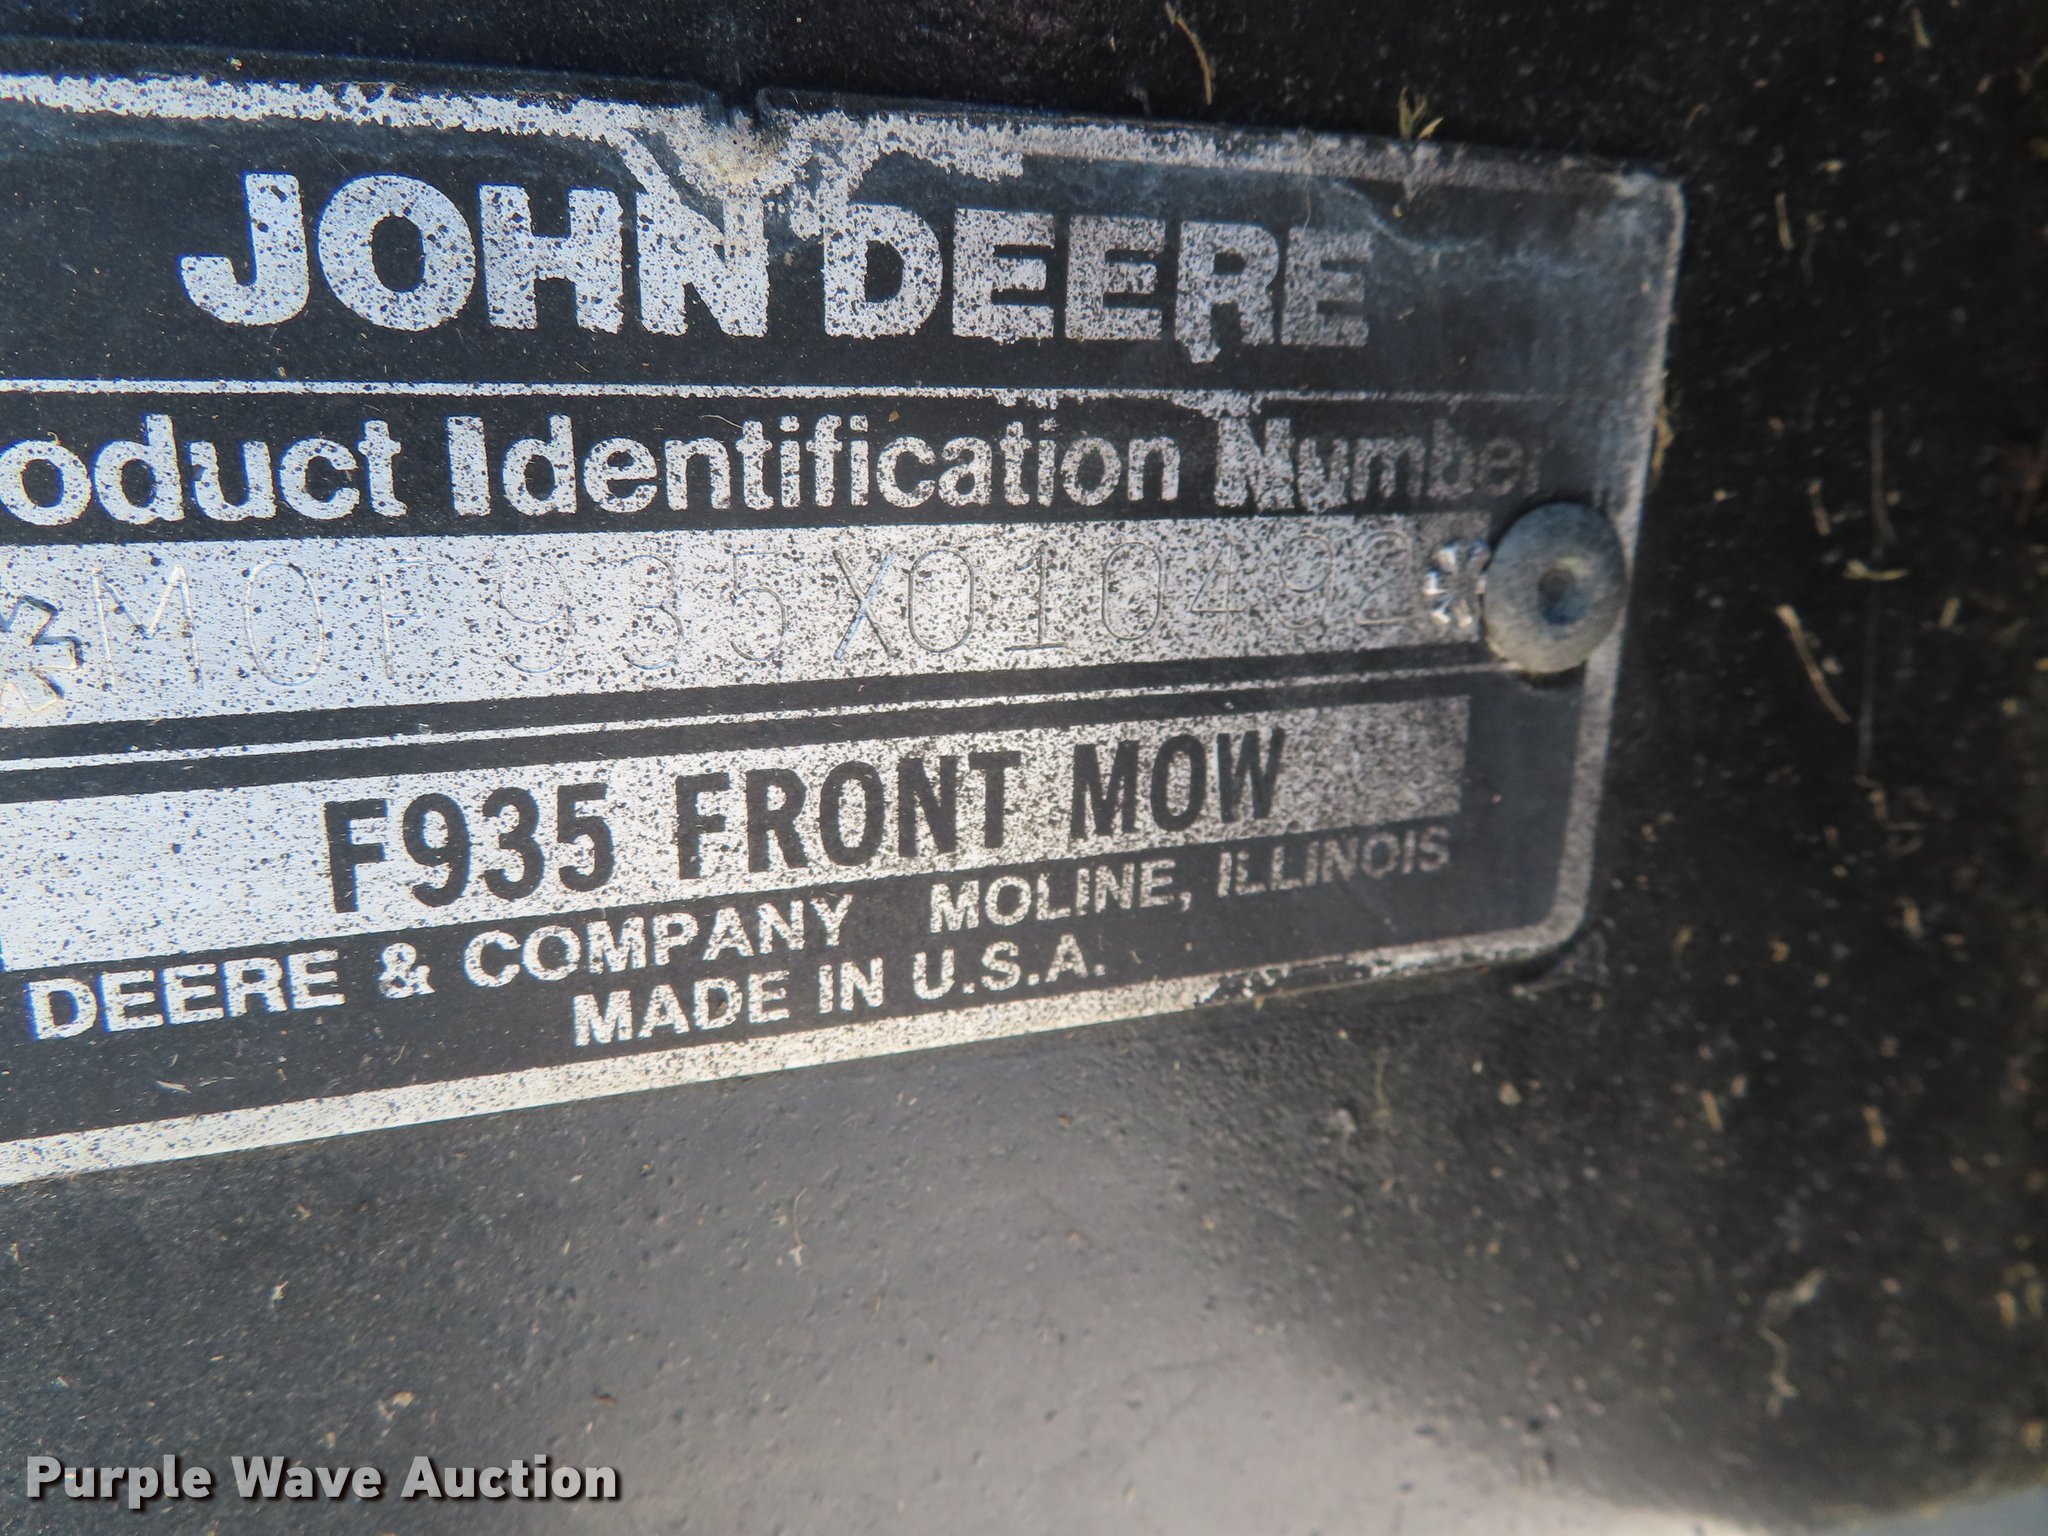 JOHN DEERE
oduct Identification Number
*M0F935X010492*
F935 FRONT MOW
DEERE & COMPANY MOLINE, ILLINOIS
MADE IN U.S.A.
Purple Wave Auction